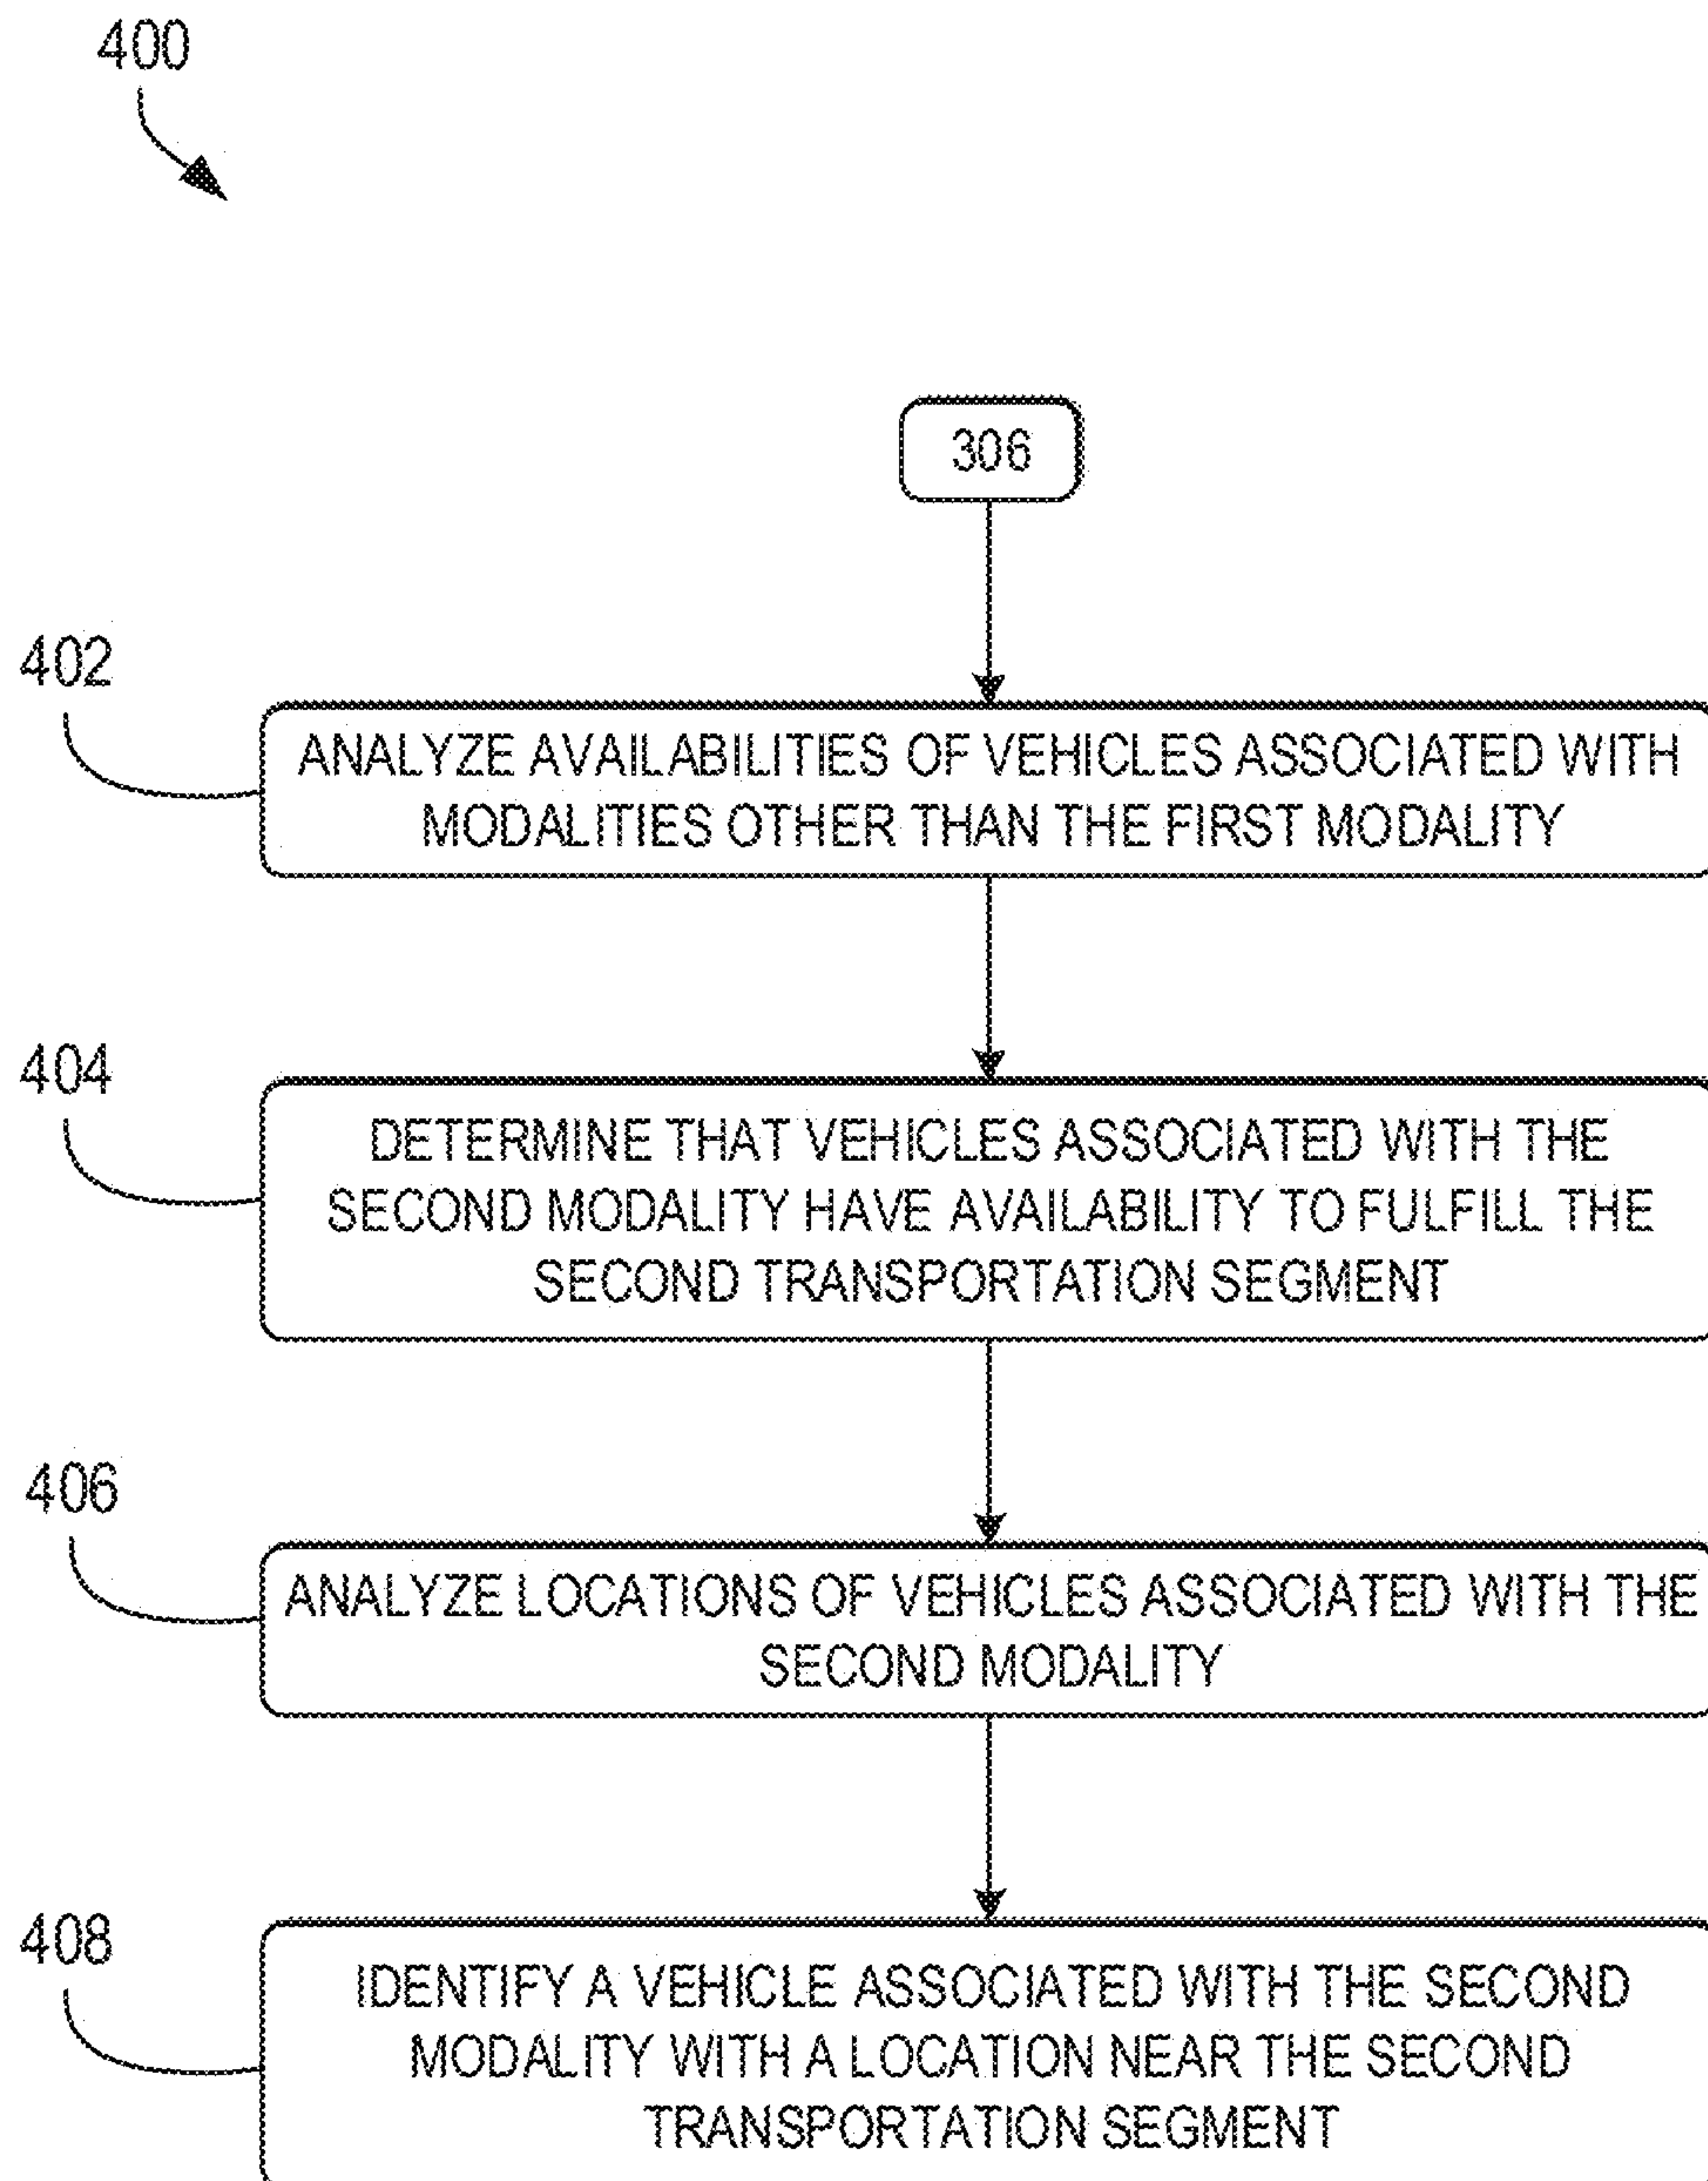 400
306
402
ANALYZE AVAILABILITIES OF VEHICLES ASSOCIATED WITH
MODALITIES OTHER THAN THE FIRST MODALITY
404
DETERMINE THAT VEHICLES ASSOCIATED WITH THE
SECOND MODALITY HAVE AVAILABILITY TO FULFILL THE
SECOND TRANSPORTATION SEGMENT
406
ANALYZE LOCATIONS OF VEHICLES ASSOCIATED WITH THE
SECOND MODALITY
408
IDENTIFY A VEHICLE ASSOCIATED WITH THE SECOND
MODALITY WITH A LOCATION NEAR THE SECOND
TRANSPORTATION SEGMENT